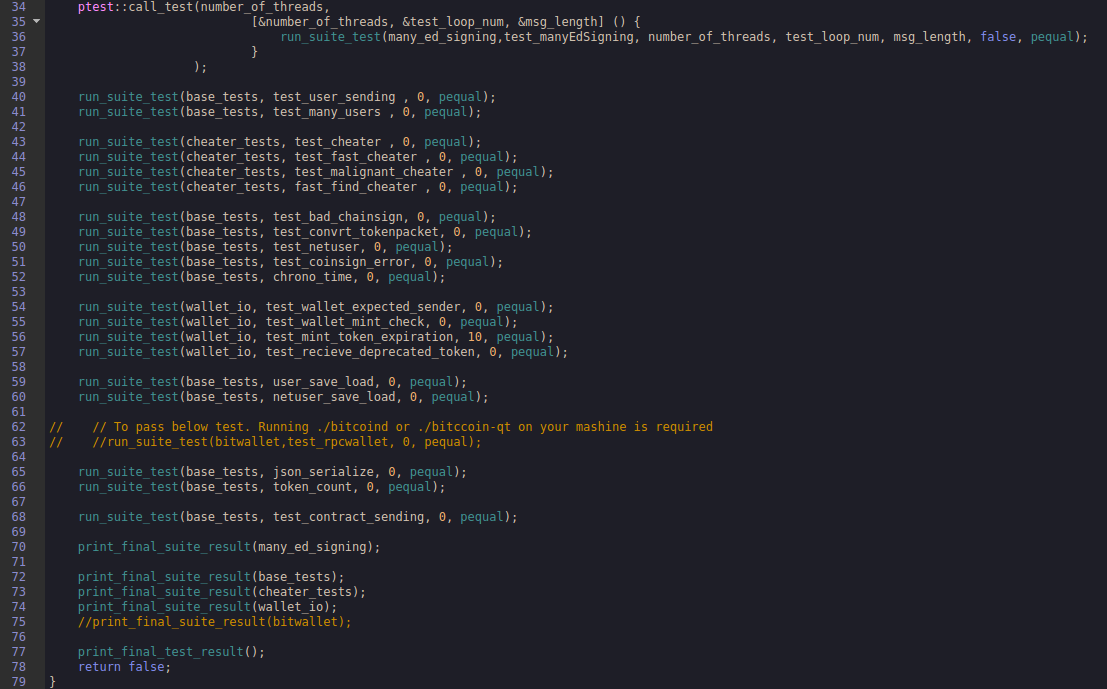 34 ptest::call_test(number_of_threads,
35 [&number_of_threads, &test_loop_num, &msg_length] () {
36 run_suite_test(many_ed_signing,test_manyEdSigning, number_of_threads, test_loop_num, msg_length, false, pequal);
37 }
38 );
39
40 run_suite_test(base_tests, test_user_sending , 0, pequal);
41 run_suite_test(base_tests, test_many_users , 0, pequal);
42
43 run_suite_test(cheater_tests, test_cheater , 0, pequal);
44 run_suite_test(cheater_tests, test_fast_cheater , 0, pequal);
45 run_suite_test(cheater_tests, test_malignant_cheater , 0, pequal);
46 run_suite_test(cheater_tests, fast_find_cheater , 0, pequal);
47
48 run_suite_test(base_tests, test_bad_chainsign, 0, pequal);
49 run_suite_test(base_tests, test_convrt_tokenpacket, 0, pequal);
50 run_suite_test(base_tests, test_netuser, 0, pequal);
51 run_suite_test(base_tests, test_coinsign_error, 0, pequal);
52 run_suite_test(base_tests, chrono_time, 0, pequal);
53
54 run_suite_test(wallet_io, test_wallet_expected_sender, 0, pequal);
55 run_suite_test(wallet_io, test_wallet_mint_check, 0, pequal);
56 run_suite_test(wallet_io, test_mint_token_expiration, 10, pequal);
57 run_suite_test(wallet_io, test_recieve_deprecated_token, 0, pequal);
58
59 run_suite_test(base_tests, user_save_load, 0, pequal);
60 run_suite_test(base_tests, netuser_save_load, 0, pequal);
61
62 // // To pass below test. Running ./bitcoind or ./bitccoin-qt on your mashine is required
63 // //run_suite_test(bitwallet,test_rpcwallet, 0, pequal);
64
65 run_suite_test(base_tests, json_serialize, 0, pequal);
66 run_suite_test(base_tests, token_count, 0, pequal);
67
68 run_suite_test(base_tests, test_contract_sending, 0, pequal);
69
70 print_final_suite_result(many_ed_signing);
71
72 print_final_suite_result(base_tests);
73 print_final_suite_result(cheater_tests);
74 print_final_suite_result(wallet_io);
75 //print_final_suite_result(bitwallet);
76
77 print_final_test_result();
78 return false;
79 }